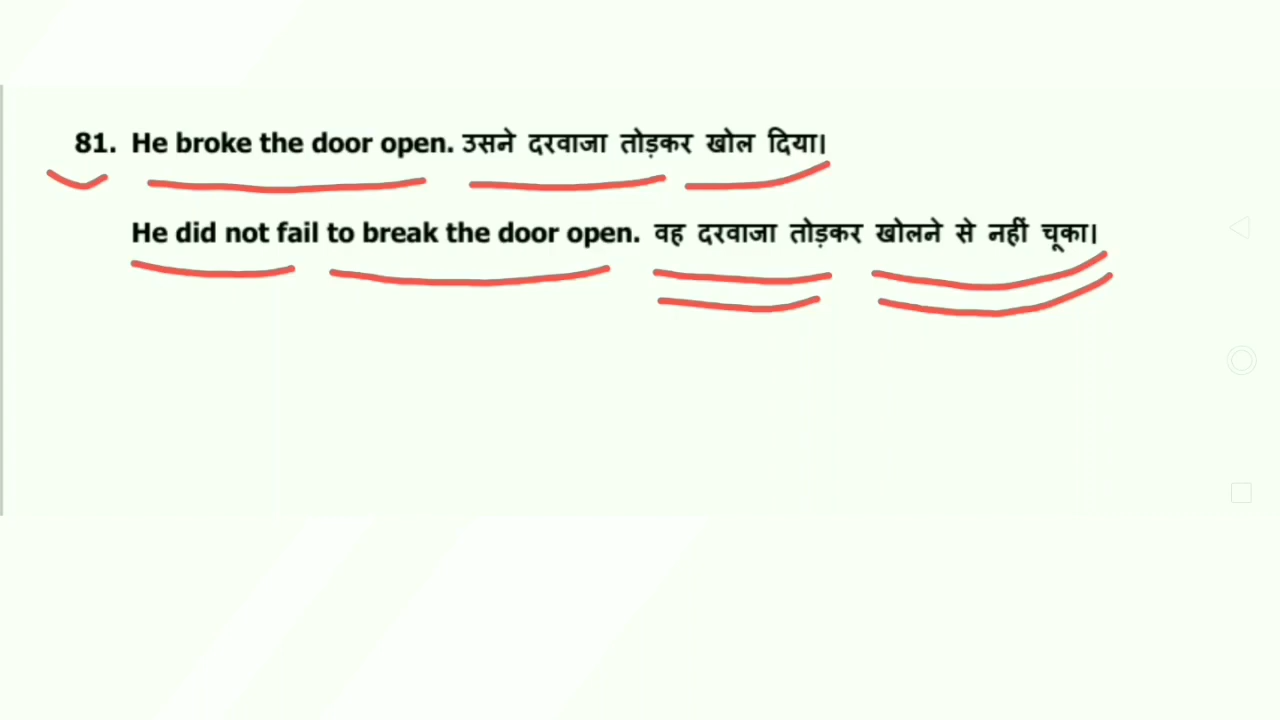 81. He broke the door open. उसने दरवाजा तोड़कर खोल दिया।
He did not fail to break the door open. वह दरवाजा तोड़कर खोलने से नहीं चूका।